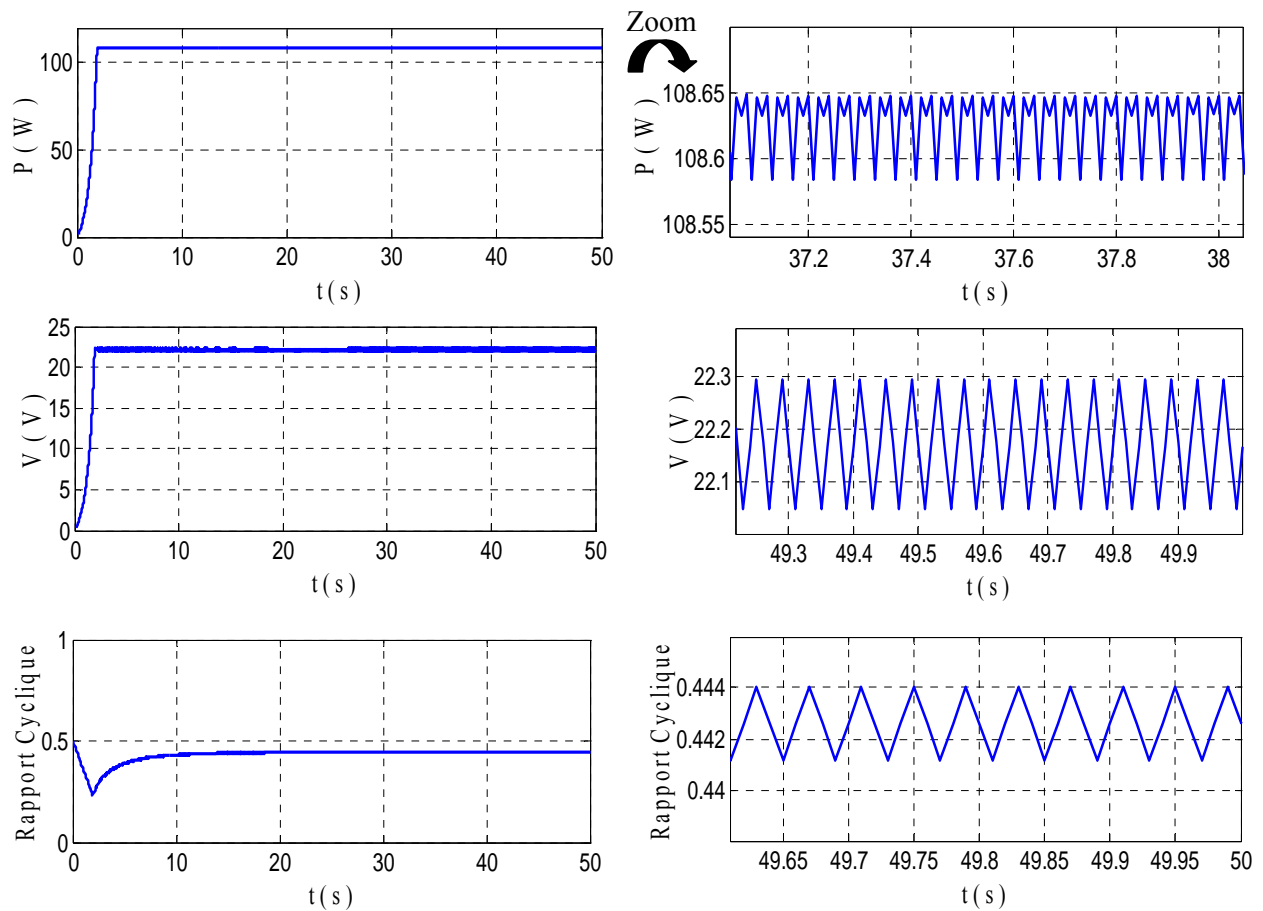 P ( W )
100
50
0
0 10 20 30 40 50
t ( s )
Zoom
P ( W )
108.65
108.6
108.55
37.2 37.4 37.6 37.8 38
t ( s )
V ( V )
25
20
15
10
5
0
0 10 20 30 40 50
t ( s )
V ( V )
22.3
22.2
22.1
49.3 49.4 49.5 49.6 49.7 49.8 49.9
t ( s )
Rapport Cyclique
1
0.5
0
0 10 20 30 40 50
t ( s )
Rapport Cyclique
0.444
0.442
0.44
49.65 49.7 49.75 49.8 49.85 49.9 49.95 50
t ( s )